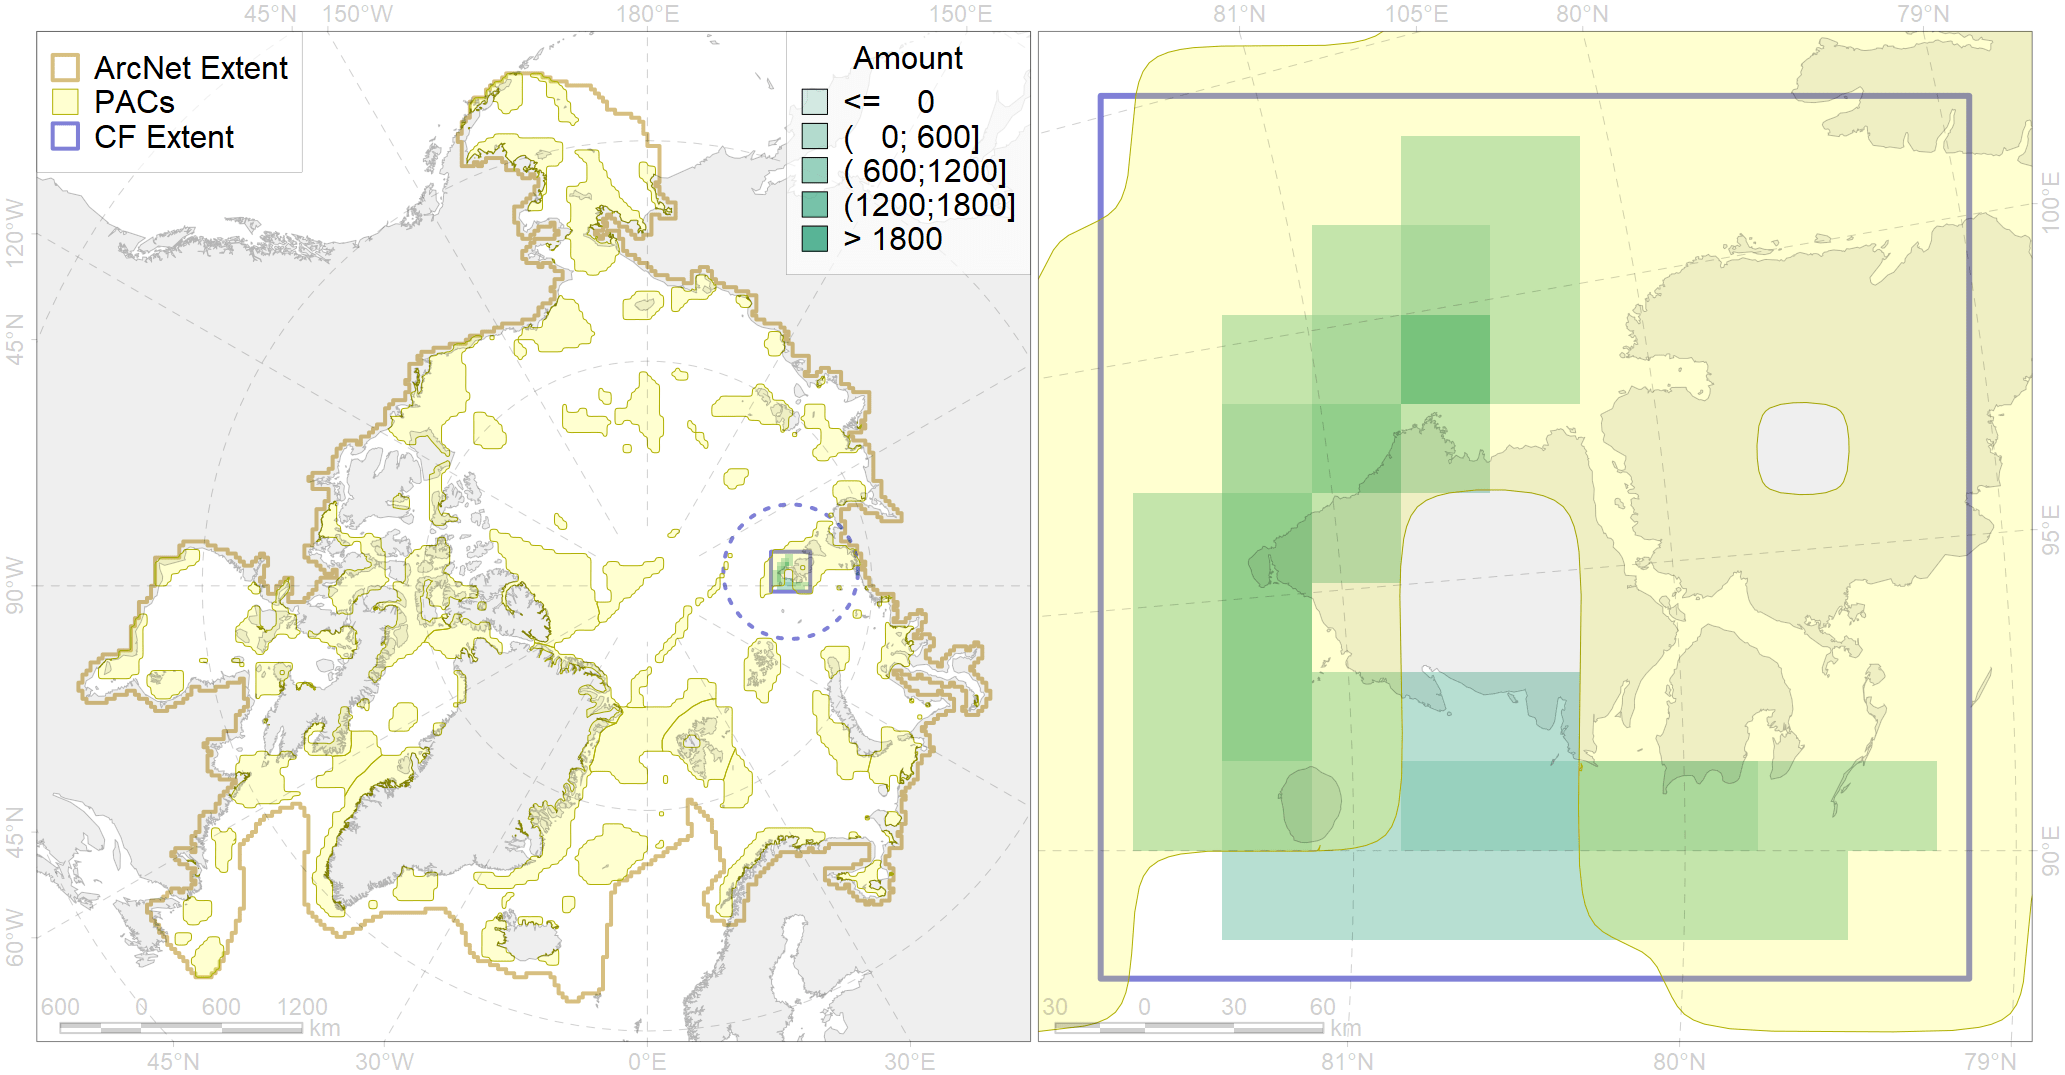 45°N 150°W 180°E 150°E 81°N 105°E 80°N 79°N
ArcNet Extent
PACs
CF Extent
Amount
<= 0
( 0; 600]
( 600;1200]
(1200;1800]
> 1800
120°W
45°N
90°W
45°N
60°W
100°E
95°E
90°E
600 0 600 1200
km
30 0 30 60
km
45°N 30°W 0°E 30°E 81°N 80°N 79°N